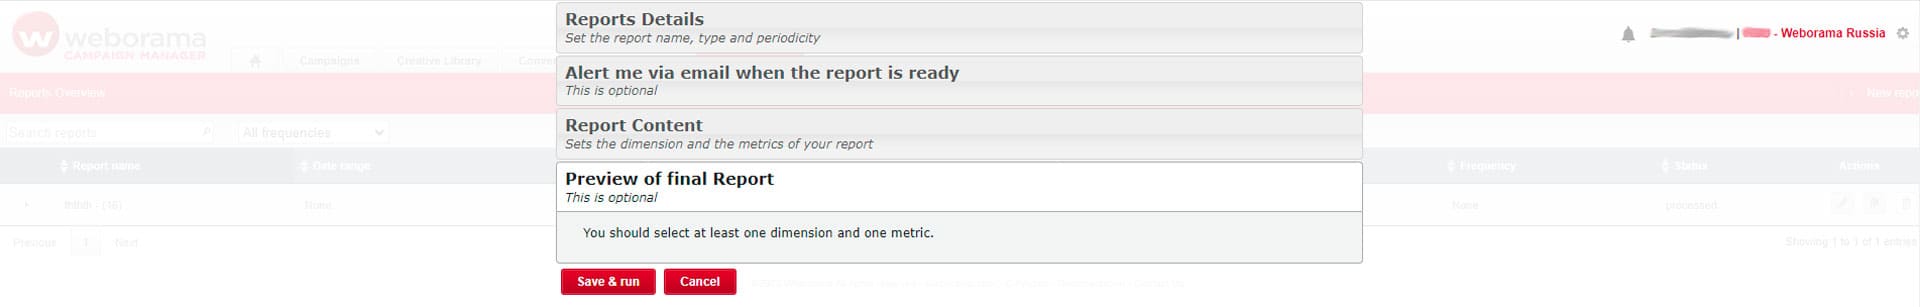 weborama
CAMPAIGN MANAGER
Campaigns
Creative Library
Reports Details
Set the report name, type and periodicity
| - Weborama Russia
Reports Overview
Alert me via email when the report is ready
This is optional
Search reports
All frequencies
Report Content
Sets the dimension and the metrics of your report
Report name
Date range
Frequency
Status
Actions
Preview of final Report
This is optional
None
None
processed
You should select at least one dimension and one metric.
Previous
1
Next
Showing 1 to 1 of 1 entries
Save & run
Cancel